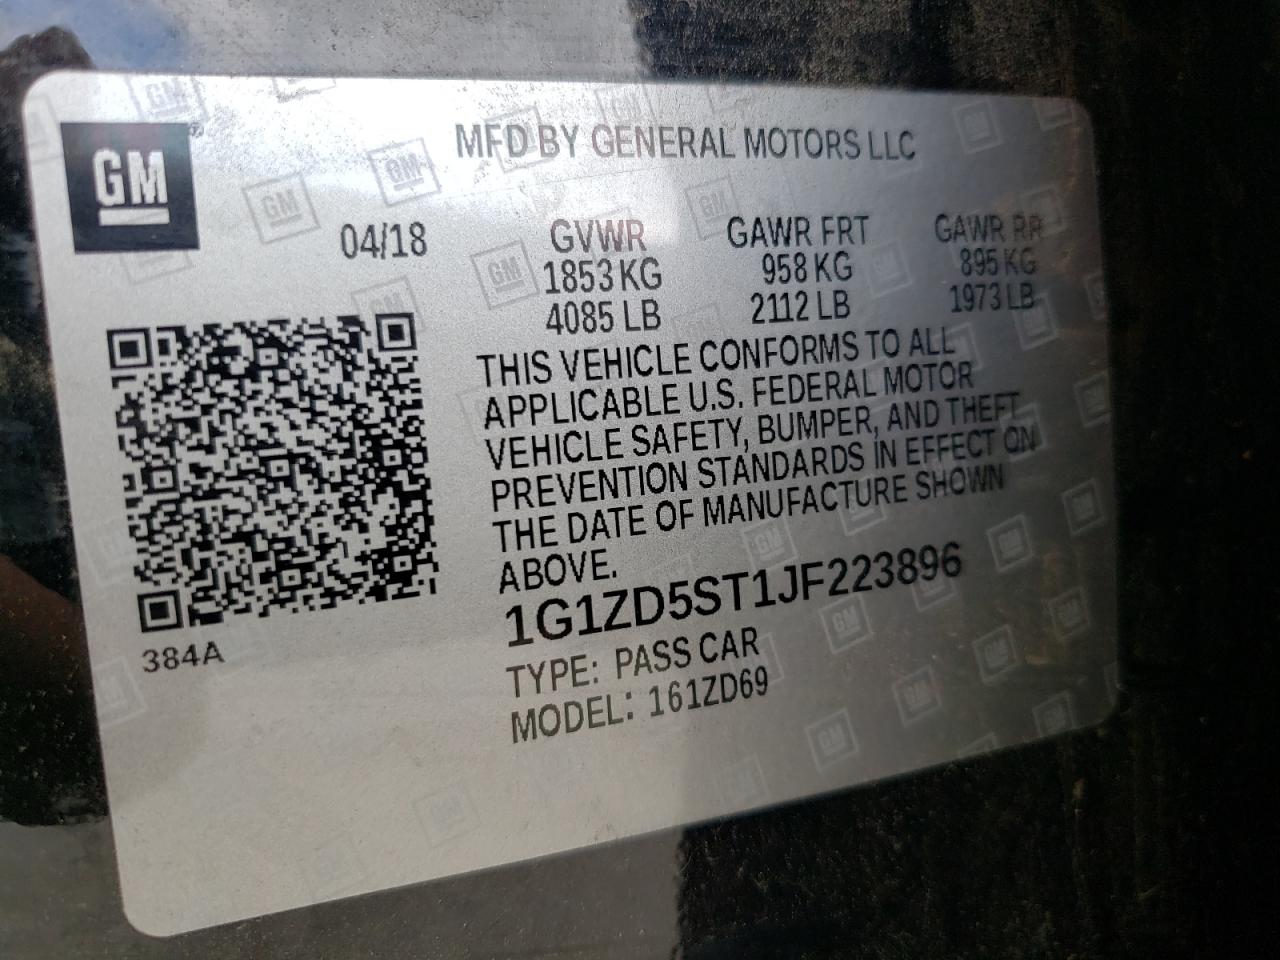 GM
MFD BY GENERAL MOTORS LLC
04/18
GVWR GAWR FRT GAWR RR
1853 KG 958 KG 895 KG
4085 LB 2112 LB 1973 LB
THIS VEHICLE CONFORMS TO ALL
APPLICABLE U.S. FEDERAL MOTOR
VEHICLE SAFETY, BUMPER, AND THEFT
PREVENTION STANDARDS IN EFFECT ON
THE DATE OF MANUFACTURE SHOWN
ABOVE.
1G1ZD5ST1JF223896
TYPE: PASS CAR
MODEL: 161ZD69
384A